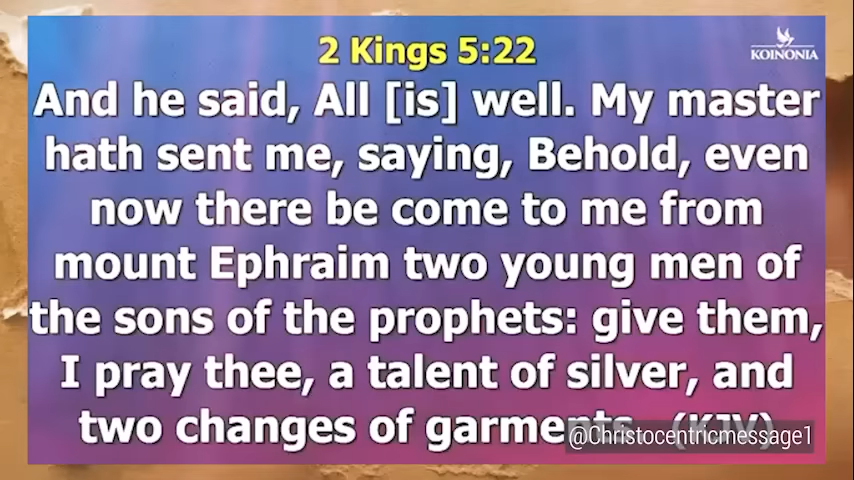 2 Kings 5:22
KOINONIA
And he said, All [is] well. My master
hath sent me, saying, Behold, even
now there be come to me from
mount Ephraim two young men of
the sons of the prophets: give them,
I pray thee, a talent of silver, and
two changes of garments. (KJV)
@Christocentricmessage1